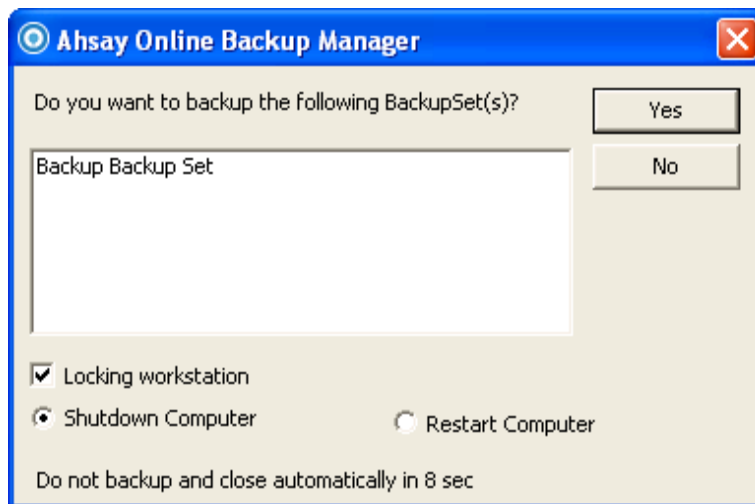 Ahsay Online Backup Manager
Do you want to backup the following BackupSet(s)?
Yes
Backup Backup Set
No
Locking workstation
Shutdown Computer
Restart Computer
Do not backup and close automatically in 8 sec